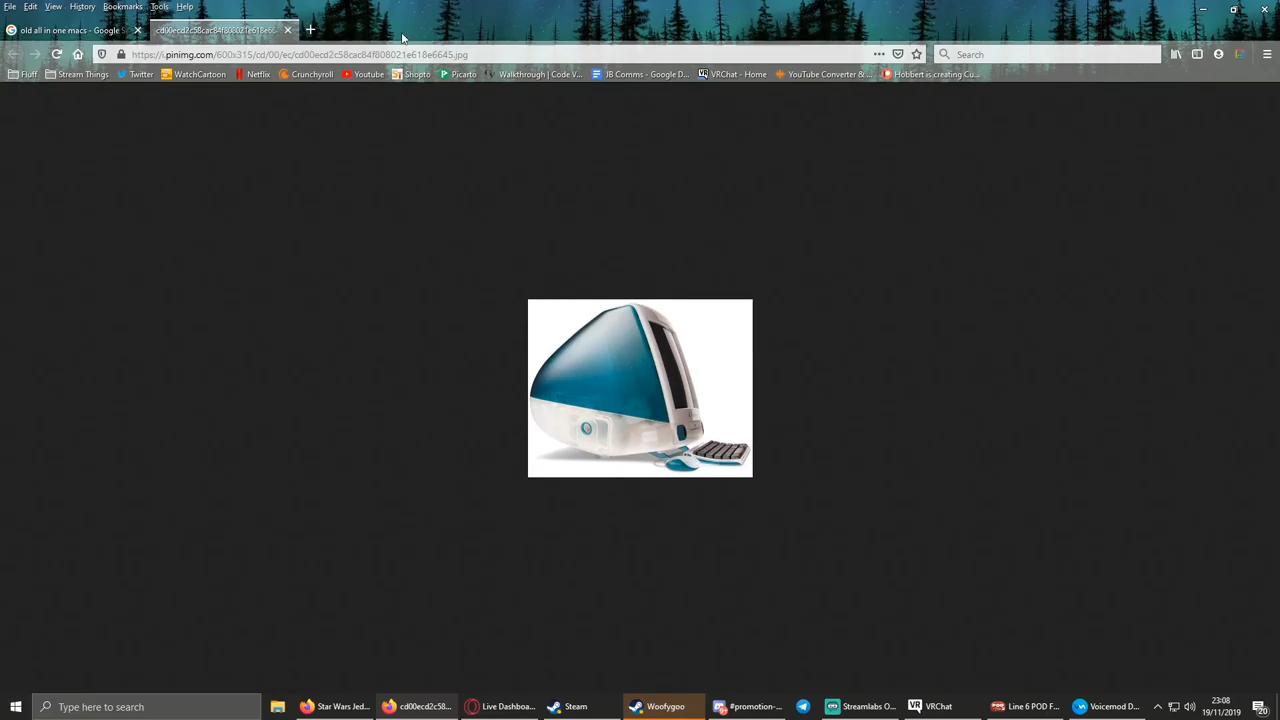 File Edit View History Bookmarks Tools Help
old all in one macs - Google S
cd00ecd2c58cac84f808021e618e66
https://i.pinimg.com/600x315/cd/00/ec/cd00ecd2c58cac84f808021e618e6645.jpg
Search
Fluff Stream Things Twitter WatchCartoon Netflix Crunchyroll Youtube Shopto Picarto Walkthrough | Code V... JB Comms - Google D... VRChat - Home YouTube Converter &... Hobbert is creating Cu...
Type here to search
Star Wars Jed...
cd00ecd2c58...
Live Dashboa...
Steam
Woofygoo
#promotion-...
Streamlabs O...
VRChat
Line 6 POD F...
Voicemod D...
23:08
19/11/2019
20